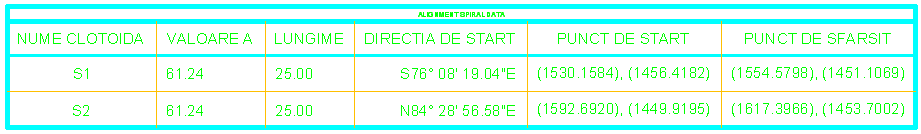 ALIGNMENT SPIRAL DATA
NUME CLOTOIDA VALOARE A LUNGIME DIRECTIA DE START PUNCT DE START PUNCT DE SFARSIT
S1 61.24 25.00 S76° 06' 19.04"E (1530.1584), (1456.4182) (1554.5798), (1451.1069)
S2 61.24 25.00 N84° 28' 56.58"E (1592.6920), (1449.9195) (1617.3966), (1453.7002)